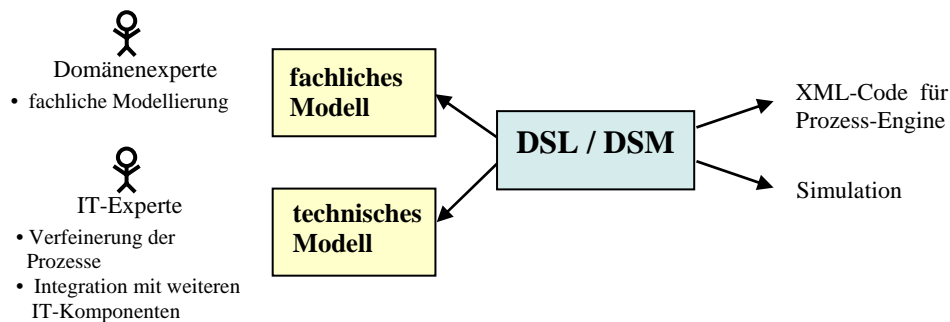 Domänenexperte
• fachliche Modellierung
IT-Experte
• Verfeinerung der
Prozesse
• Integration mit weiteren
IT-Komponenten
fachliches
Modell
technisches
Modell
DSL / DSM
XML-Code für
Prozess-Engine
Simulation